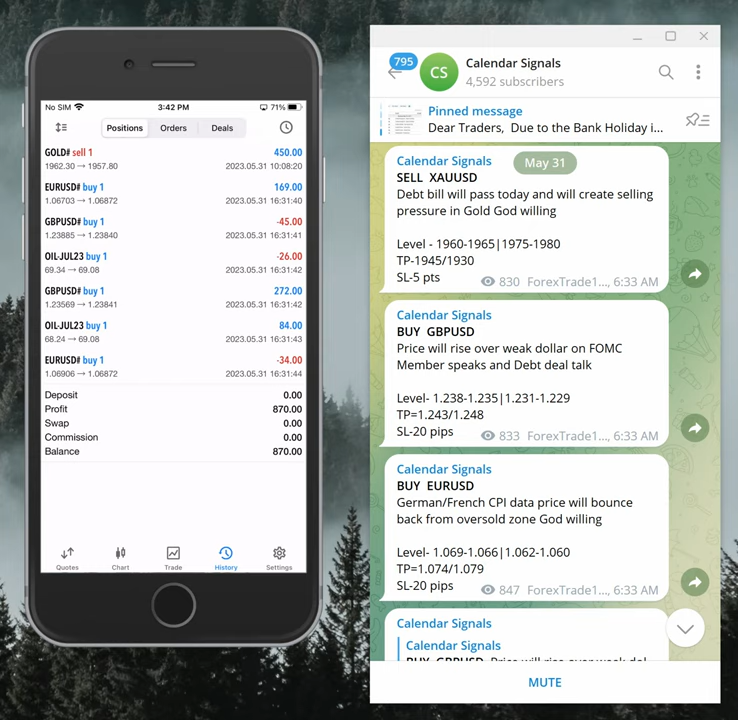 No SIM 3:42 PM 71%
Positions Orders Deals
GOLD# sell 1 450.00
1962.30 → 1957.80 2023.05.31 10:08:20
EURUSD# buy 1 169.00
1.06703 → 1.06872 2023.05.31 16:31:40
GBPUSD# buy 1 -45.00
1.23885 → 1.23840 2023.05.31 16:31:41
OIL-JUL23 buy 1 -26.00
69.34 → 69.08 2023.05.31 16:31:42
GBPUSD# buy 1 272.00
1.23569 → 1.23841 2023.05.31 16:31:42
OIL-JUL23 buy 1 84.00
68.24 → 69.08 2023.05.31 16:31:43
EURUSD# buy 1 -34.00
1.06906 → 1.06872 2023.05.31 16:31:44
Deposit 0.00
Profit 870.00
Swap 0.00
Commission 0.00
Balance 870.00
Quotes Chart Trade History Settings
795
CS
Calendar Signals
4,592 subscribers
Pinned message
Dear Traders, Due to the Bank Holiday i...
May 31
Calendar Signals
SELL XAUUSD
Debt bill will pass today and will create selling
pressure in Gold God willing
Level - 1960-1965|1975-1980
TP-1945/1930
SL-5 pts
830 ForexTrade1..., 6:33 AM
Calendar Signals
BUY GBPUSD
Price will rise over weak dollar on FOMC
Member speaks and Debt deal talk
Level- 1.238-1.235|1.231-1.229
TP=1.243/1.248
SL-20 pips
833 ForexTrade1..., 6:33 AM
Calendar Signals
BUY EURUSD
German/French CPI data price will bounce
back from oversold zone God willing
Level- 1.069-1.066|1.062-1.060
TP=1.074/1.079
SL-20 pips
847 ForexTrade1..., 6:33 AM
Calendar Signals
Calendar Signals
BUY GBPUSD Price will rise over weak dol...
MUTE